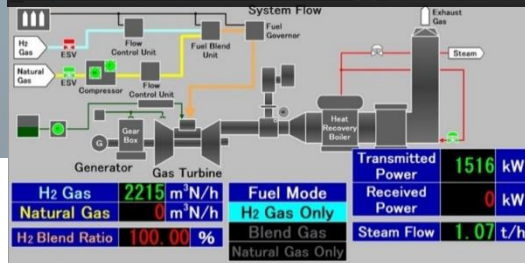 System Flow
Exhaust Gas
Fuel Governor
H2 Gas
ESV
Flow Control Unit
Fuel Blend Unit
Steam
Natural Gas
ESV
Compressor
Flow Control Unit
Gear Box
G
Heat Recovery Boiler
Generator
Gas Turbine
H2 Gas 2215 m³N/h
Natural Gas 0 m³N/h
H2 Blend Ratio 100.00 %
Fuel Mode
H2 Gas Only
Blend Gas
Natural Gas Only
Transmitted Power 1516 kW
Received Power 0 kW
Steam Flow 1.07 t/h